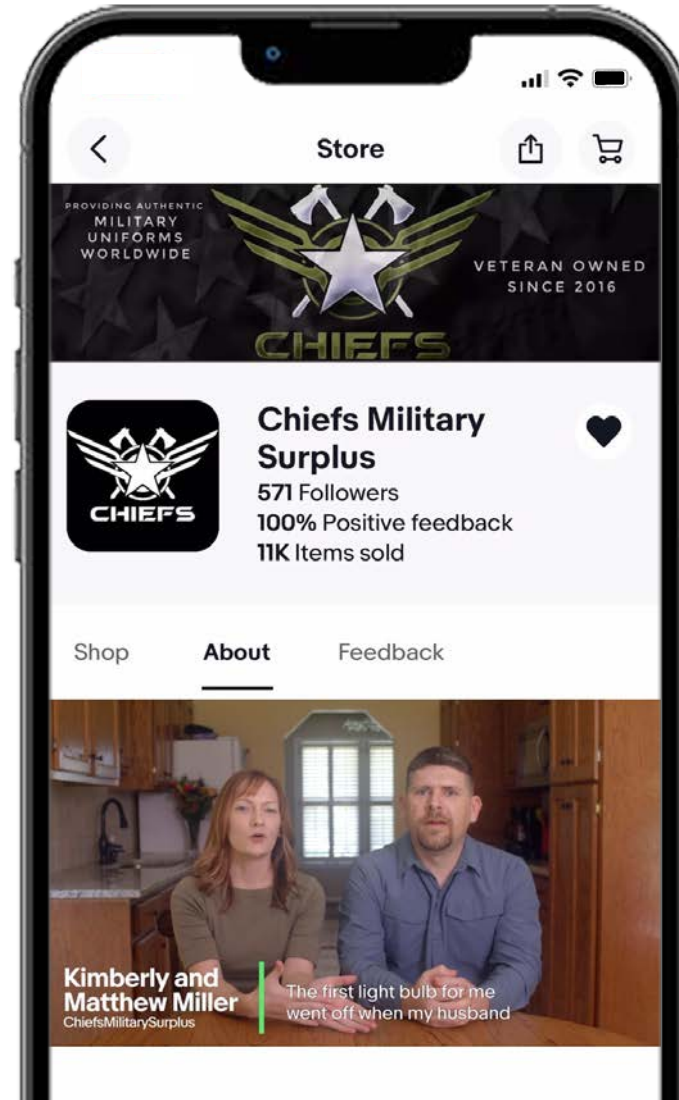 Store
PROVIDING AUTHENTIC
MILITARY
UNIFORMS
WORLDWIDE
VETERAN OWNED
SINCE 2016
CHIEFS
CHIEFS
Chiefs Military
Surplus
571 Followers
100% Positive feedback
11K Items sold
Shop
About
Feedback
Kimberly and
Matthew Miller
ChiefsMilitarySurplus
The first light bulb for me
went off when my husband